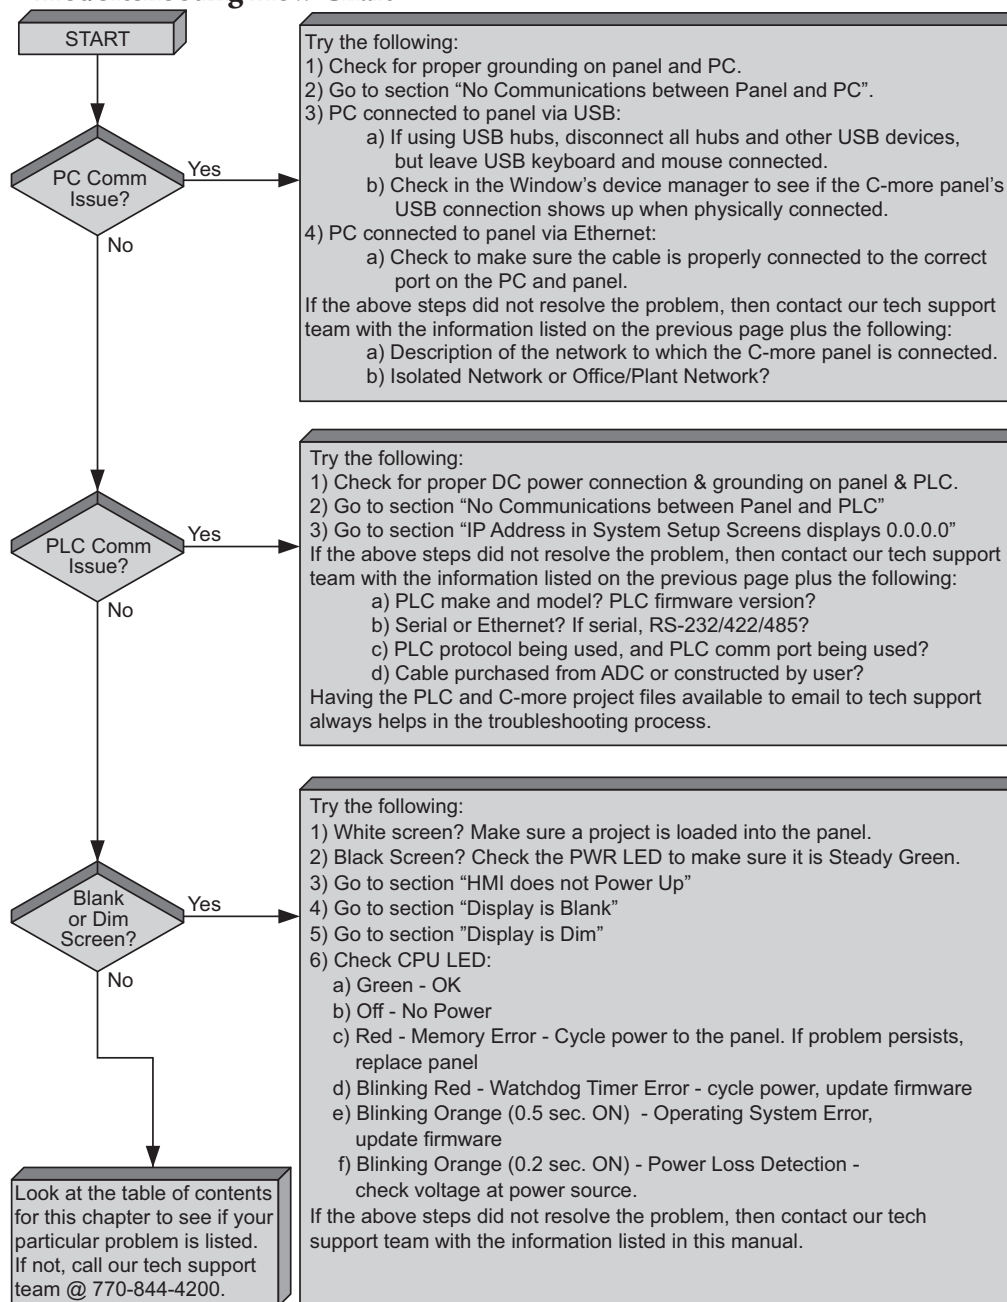 START
PC Comm
Issue?
Yes
No
Try the following:
1) Check for proper grounding on panel and PC.
2) Go to section “No Communications between Panel and PC”.
3) PC connected to panel via USB:
a) If using USB hubs, disconnect all hubs and other USB devices,
but leave USB keyboard and mouse connected.
b) Check in the Window’s device manager to see if the C-more panel’s
USB connection shows up when physically connected.
4) PC connected to panel via Ethernet:
a) Check to make sure the cable is properly connected to the correct
port on the PC and panel.
If the above steps did not resolve the problem, then contact our tech support
team with the information listed on the previous page plus the following:
a) Description of the network to which the C-more panel is connected.
b) Isolated Network or Office/Plant Network?
PLC Comm
Issue?
Yes
No
Try the following:
1) Check for proper DC power connection & grounding on panel & PLC.
2) Go to section “No Communications between Panel and PLC”
3) Go to section “IP Address in System Setup Screens displays 0.0.0.0”
If the above steps did not resolve the problem, then contact our tech support
team with the information listed on the previous page plus the following:
a) PLC make and model? PLC firmware version?
b) Serial or Ethernet? If serial, RS-232/422/485?
c) PLC protocol being used, and PLC comm port being used?
d) Cable purchased from ADC or constructed by user?
Having the PLC and C-more project files available to email to tech support
always helps in the troubleshooting process.
Blank
or Dim
Screen?
Yes
No
Try the following:
1) White screen? Make sure a project is loaded into the panel.
2) Black Screen? Check the PWR LED to make sure it is Steady Green.
3) Go to section “HMI does not Power Up”
4) Go to section “Display is Blank”
5) Go to section ”Display is Dim”
6) Check CPU LED:
a) Green - OK
b) Off - No Power
c) Red - Memory Error - Cycle power to the panel. If problem persists,
replace panel
d) Blinking Red - Watchdog Timer Error - cycle power, update firmware
e) Blinking Orange (0.5 sec. ON) - Operating System Error,
update firmware
f) Blinking Orange (0.2 sec. ON) - Power Loss Detection -
check voltage at power source.
If the above steps did not resolve the problem, then contact our tech
support team with the information listed in this manual.
Look at the table of contents
for this chapter to see if your
particular problem is listed.
If not, call our tech support
team @ 770-844-4200.